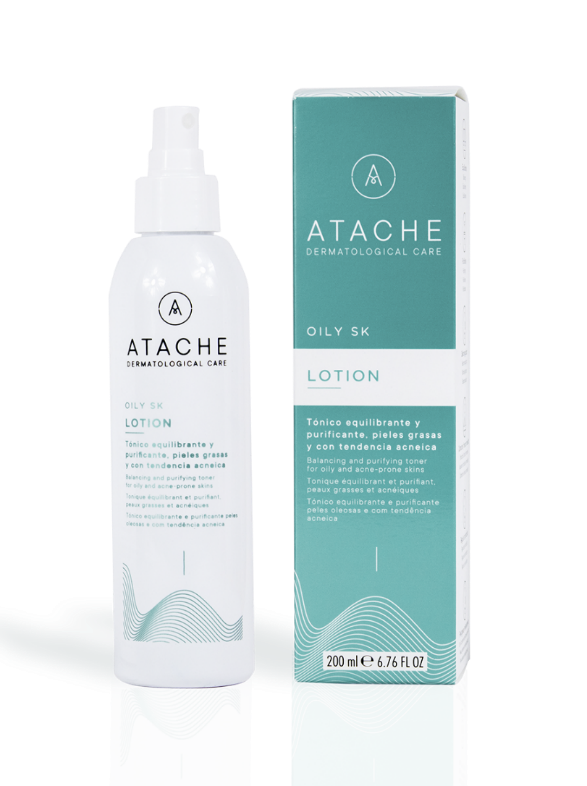 ATACHE
DERMATOLOGICAL CARE
OILY SK
LOTION
Tónico equilibrante y
purificante, pieles grasas
y con tendencia acneica
Balancing and purifying toner
for oily and acne-prone skins
Tonique équilibrant et purifiant,
peaux grasses et acnéiques
Tónico equilibrante e purificante peles
oleosas e com tendência acneica
ATACHE
DERMATOLOGICAL CARE
OILY SK
LOTION
Tónico equilibrante y
purificante, pieles grasas
y con tendencia acneica
Balancing and purifying toner
for oily and acne-prone skins
Tonique équilibrant et purifiant,
peaux grasses et acnéiques
Tónico equilibrante e purificante
peles oleosas e com tendência
acneica
200 ml ℮ 6.76 FL OZ